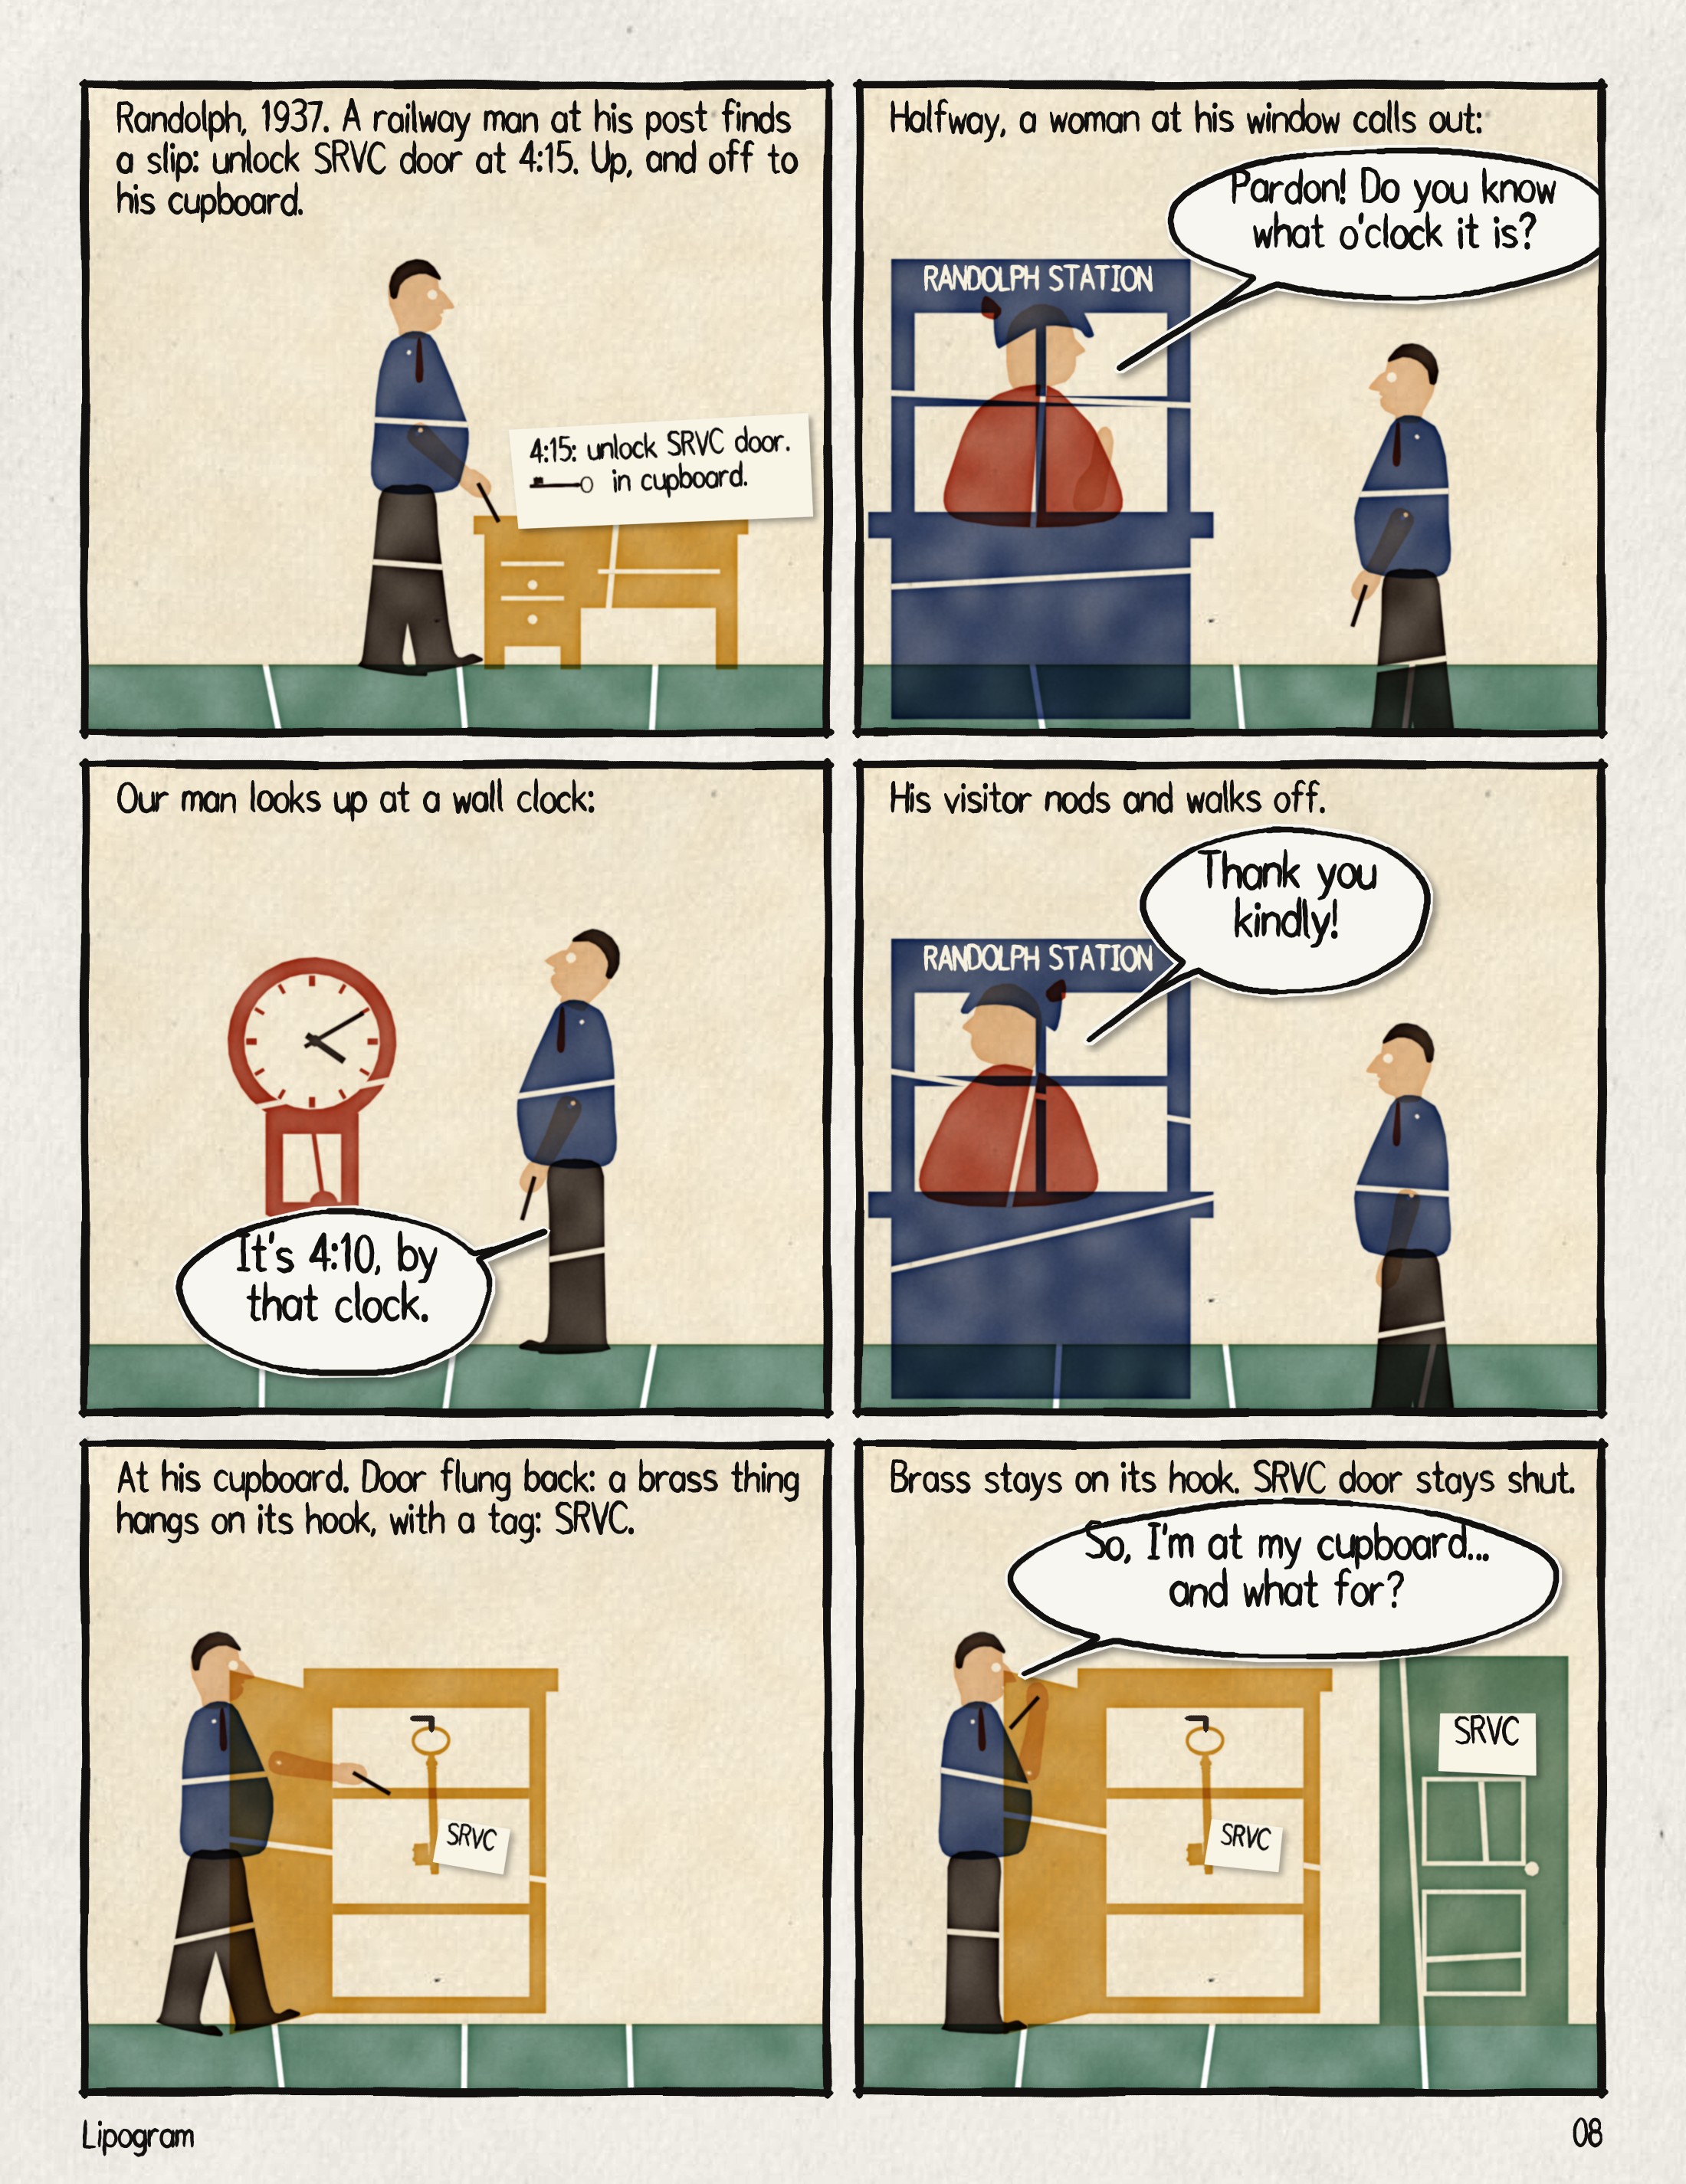 Randolph, 1937. A railway man at his post finds
a slip: unlock SRVC door at 4:15. Up, and off to
his cupboard.
4:15: unlock SRVC door.
in cupboard.
Halfway, a woman at his window calls out:
Pardon! Do you know
what o'clock it is?
RANDOLPH STATION
Our man looks up at a wall clock:
It's 4:10, by
that clock.
His visitor nods and walks off.
Thank you
kindly!
RANDOLPH STATION
At his cupboard. Door flung back: a brass thing
hangs on its hook, with a tag: SRVC.
SRVC
Brass stays on its hook. SRVC door stays shut.
So, I'm at my cupboard...
and what for?
SRVC
SRVC
Lipogram
08